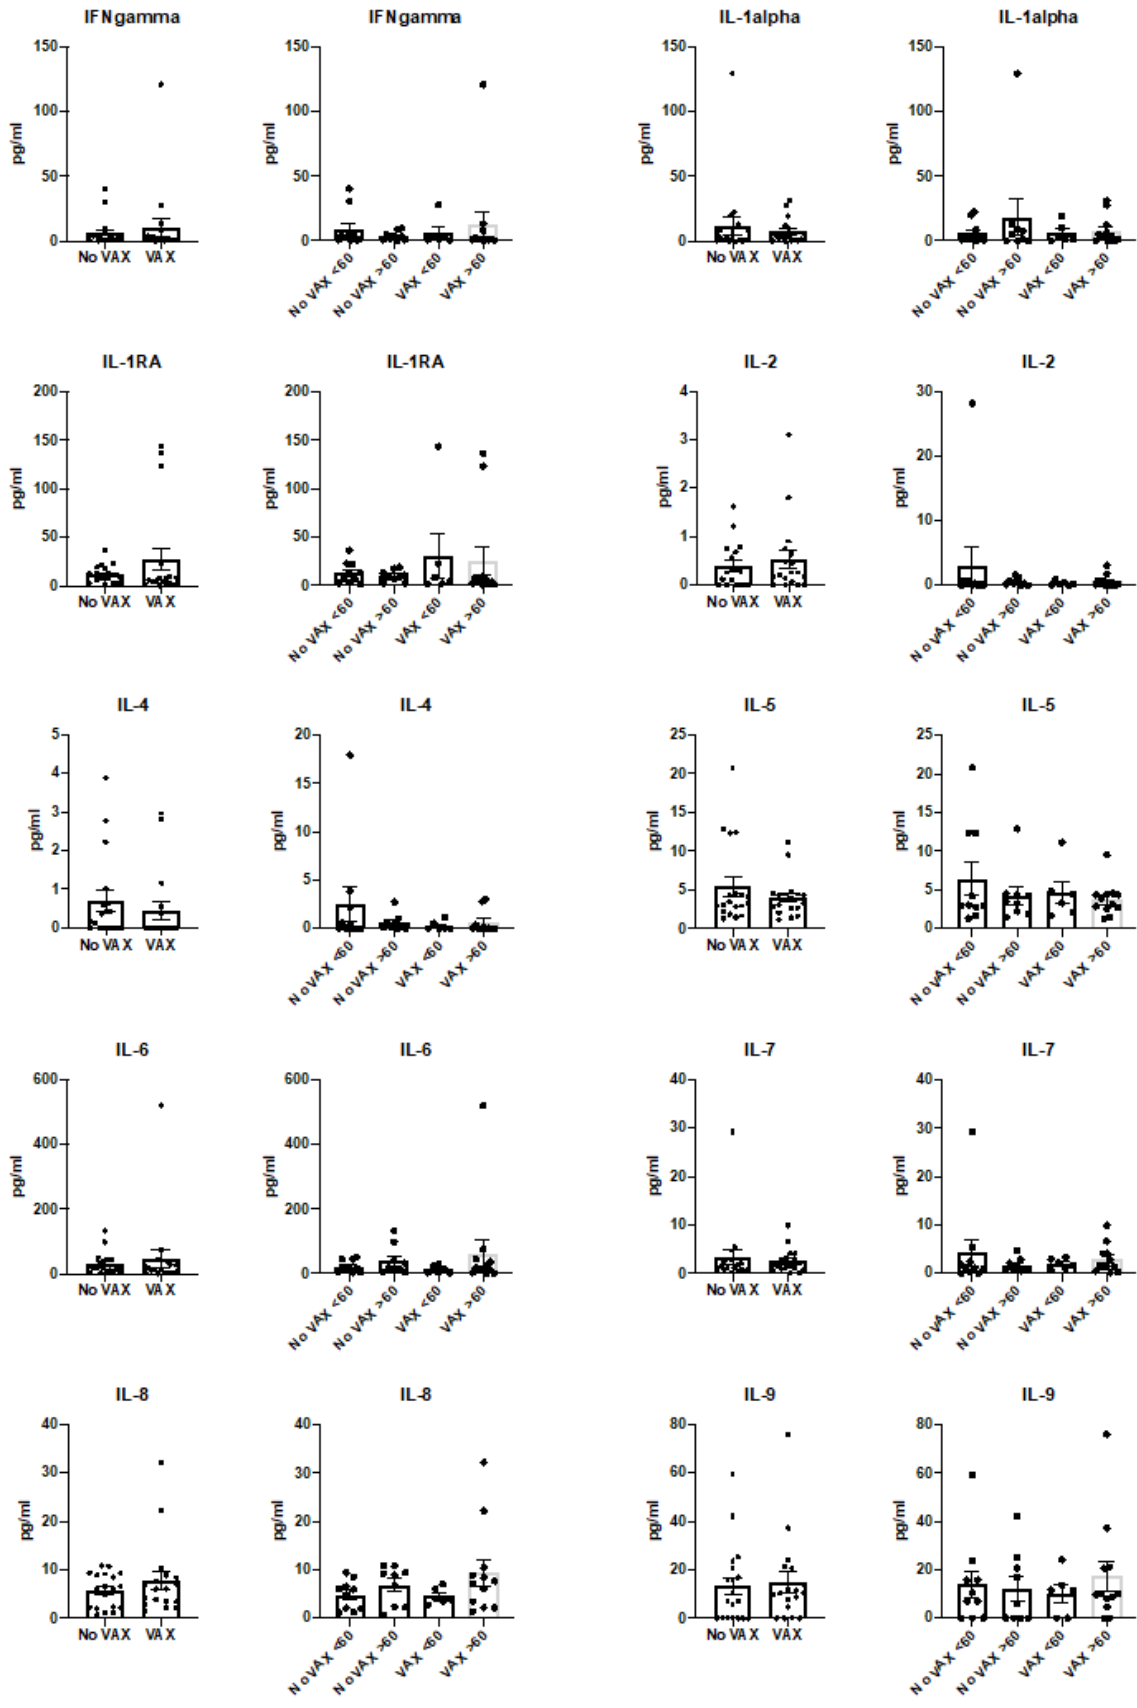 IFNgamma
150
100
50
0
pg/ml
No VAX VAX
IFNgamma
150
100
50
0
pg/ml
No VAX <60
No VAX >60
VAX <60
VAX >60
IL-1alpha
150
100
50
0
pg/ml
No VAX VAX
IL-1alpha
150
100
50
0
pg/ml
No VAX <60
No VAX >60
VAX <60
VAX >60
IL-1RA
200
150
100
50
0
pg/ml
No VAX VAX
IL-1RA
200
150
100
50
0
pg/ml
No VAX <60
No VAX >60
VAX <60
VAX >60
IL-2
4
3
2
1
0
pg/ml
No VAX VAX
IL-2
30
20
10
0
pg/ml
No VAX <60
No VAX >60
VAX <60
VAX >60
IL-4
5
4
3
2
1
0
pg/ml
No VAX VAX
IL-4
20
15
10
5
0
pg/ml
No VAX <60
No VAX >60
VAX <60
VAX >60
IL-5
25
20
15
10
5
0
pg/ml
No VAX VAX
IL-5
25
20
15
10
5
0
pg/ml
No VAX <60
No VAX >60
VAX <60
VAX >60
IL-6
600
400
200
0
pg/ml
No VAX VAX
IL-6
600
400
200
0
pg/ml
No VAX <60
No VAX >60
VAX <60
VAX >60
IL-7
40
30
20
10
0
pg/ml
No VAX VAX
IL-7
40
30
20
10
0
pg/ml
No VAX <60
No VAX >60
VAX <60
VAX >60
IL-8
40
30
20
10
0
pg/ml
No VAX VAX
IL-8
40
30
20
10
0
pg/ml
No VAX <60
No VAX >60
VAX <60
VAX >60
IL-9
80
60
40
20
0
pg/ml
No VAX VAX
IL-9
80
60
40
20
0
pg/ml
No VAX <60
No VAX >60
VAX <60
VAX >60